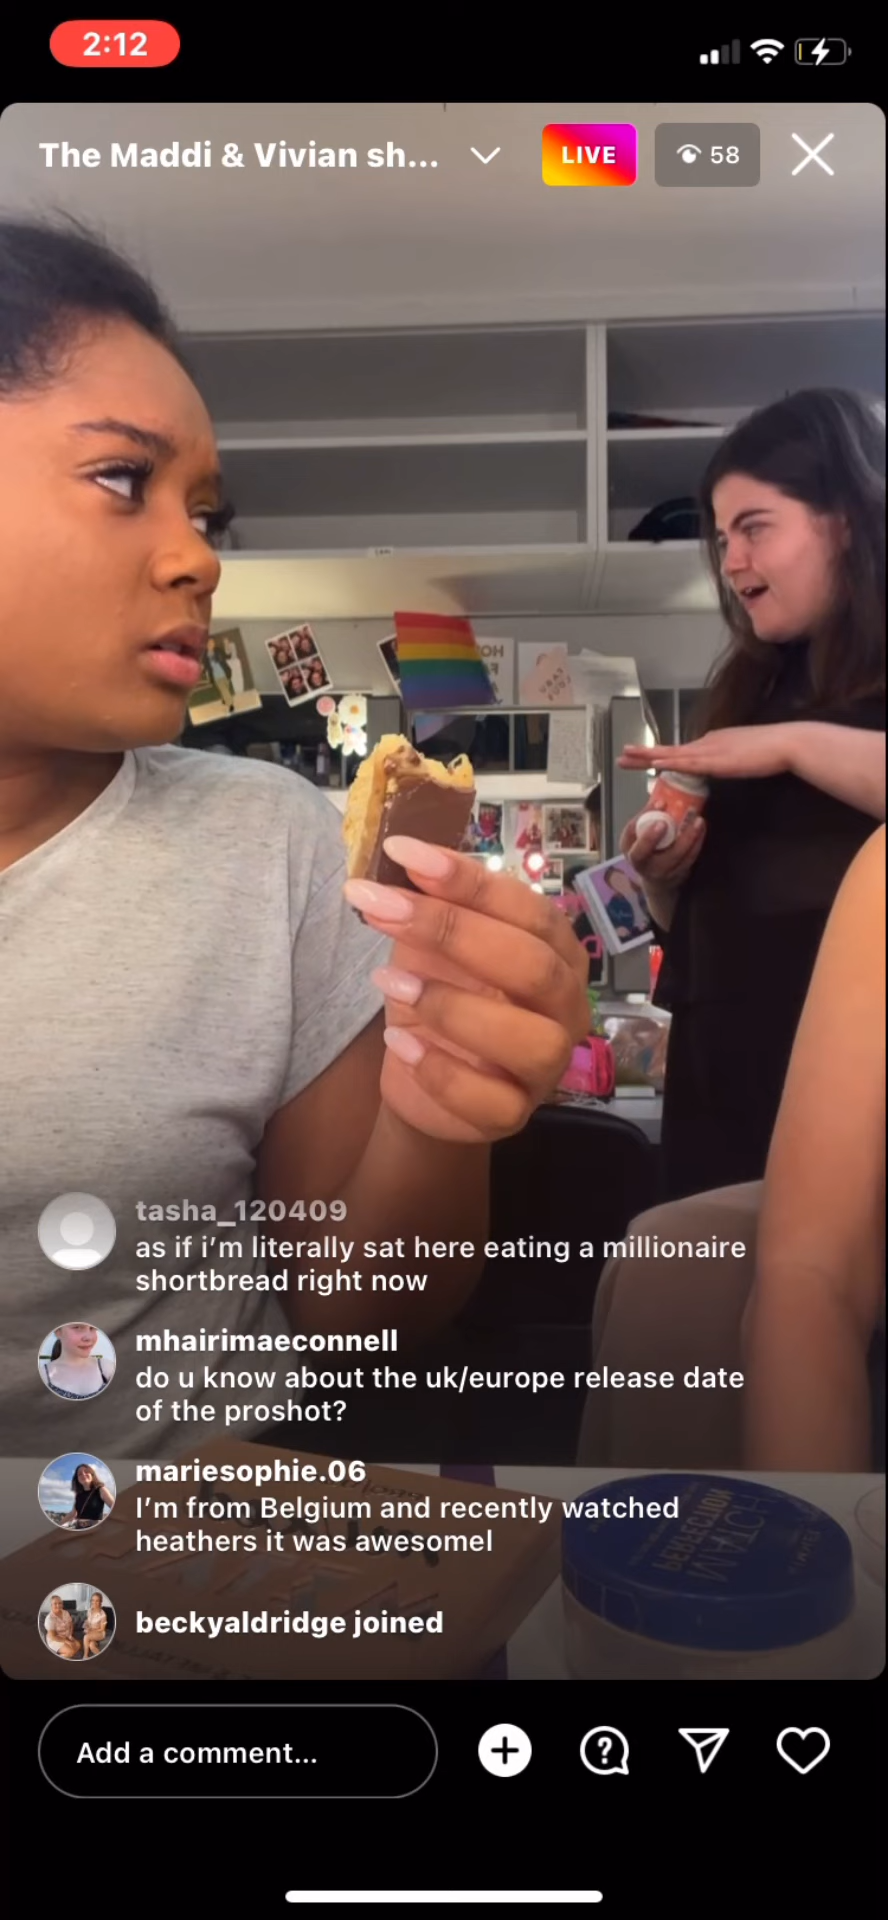 2:12
The Maddi & Vivian sh...
LIVE
58
tasha_120409
as if i’m literally sat here eating a millionaire
shortbread right now
mhairimaeconnell
do u know about the uk/europe release date
of the proshot?
mariesophie.06
I’m from Belgium and recently watched
heathers it was awesomel
beckyaldridge joined
PERFECTION
Add a comment...